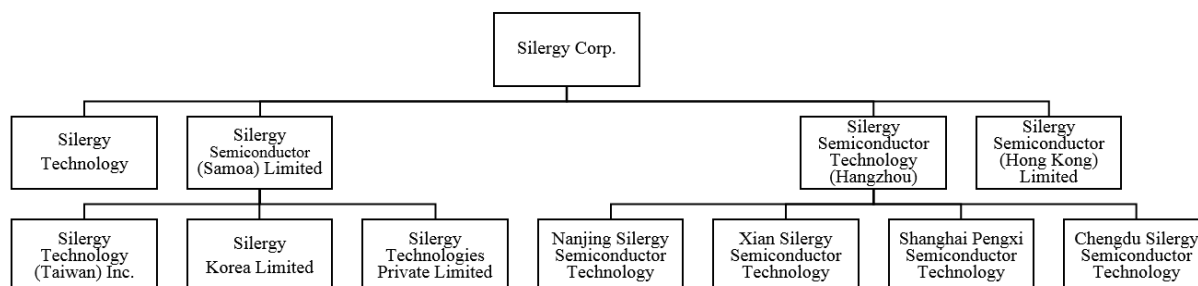 Silergy Corp.
Silergy
Technology
Silergy
Semiconductor
(Samoa) Limited
Silergy
Semiconductor
Technology
(Hangzhou)
Silergy
Semiconductor
(Hong Kong)
Limited
Silergy
Technology
(Taiwan) Inc.
Silergy
Korea Limited
Silergy
Technologies
Private Limited
Nanjing Silergy
Semiconductor
Technology
Xian Silergy
Semiconductor
Technology
Shanghai Pengxi
Semiconductor
Technology
Chengdu Silergy
Semiconductor
Technology